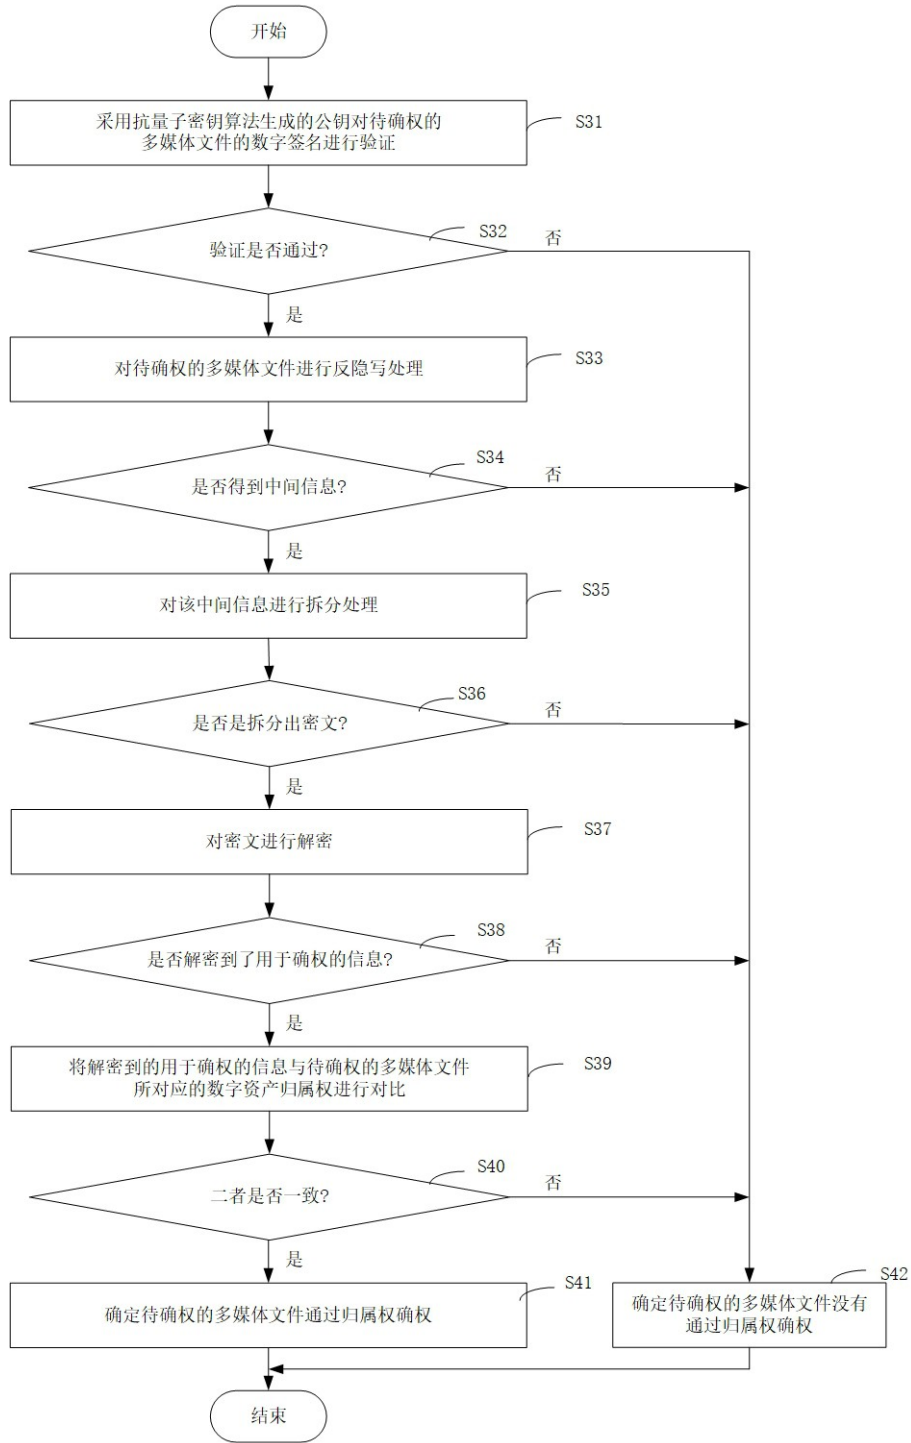 开始
采用抗量子密钥算法生成的公钥对待确权的
多媒体文件的数字签名进行验证
S31
验证是否通过?
S32
否
是
对待确权的多媒体文件进行反隐写处理
S33
是否得到中间信息?
S34
否
是
对该中间信息进行拆分处理
S35
是否是拆分出密文?
S36
否
是
对密文进行解密
S37
是否解密到了用于确权的信息?
S38
否
是
将解密到的用于确权的信息与待确权的多媒体文件
所对应的数字资产归属权进行对比
S39
二者是否一致?
S40
否
是
确定待确权的多媒体文件通过归属权确权
S41
确定待确权的多媒体文件没有
通过归属权确权
S42
结束